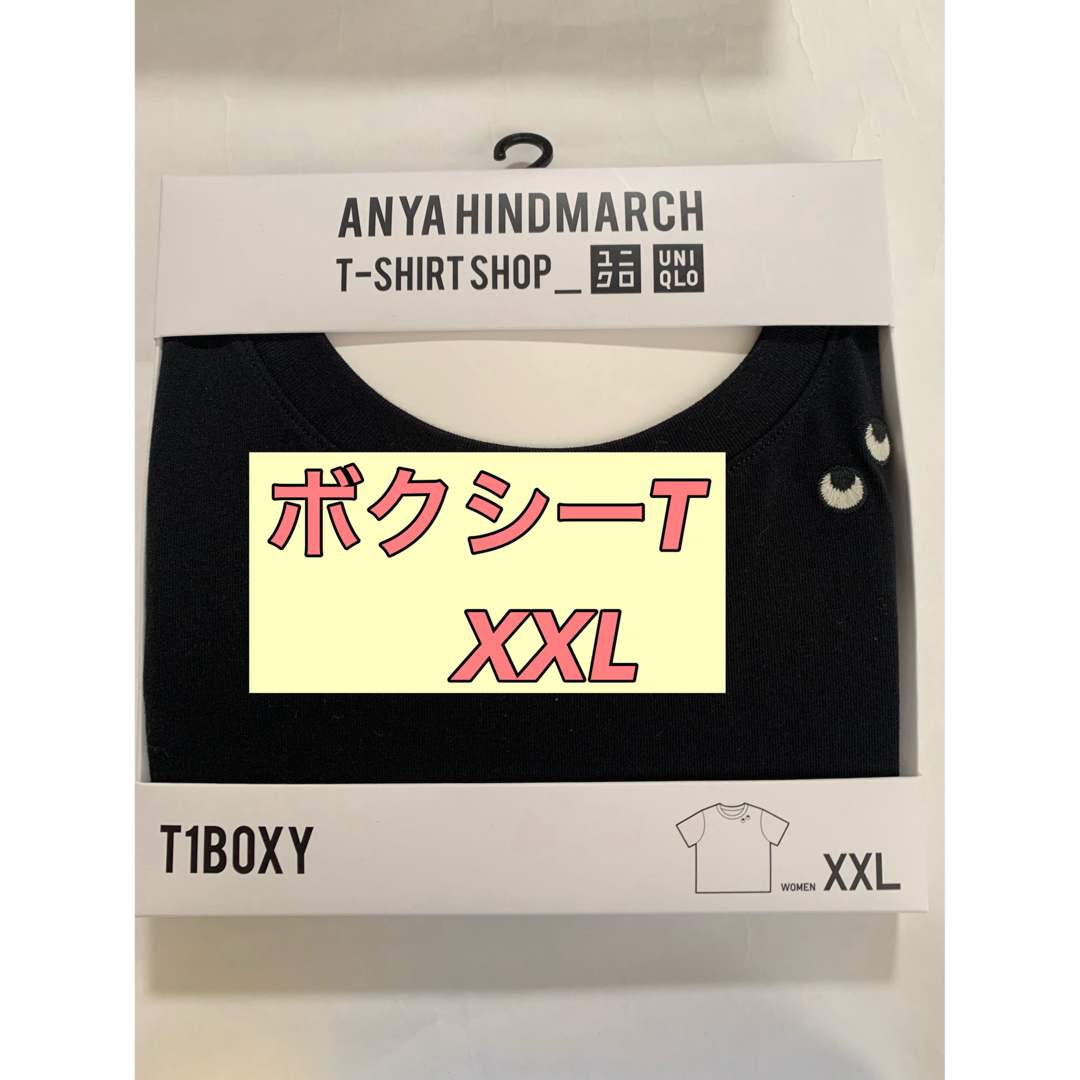 ANYA HINDMARCH
T-SHIRT SHOP_ ユニクロ UNIQLO
ボクシーT
XXL
T1BOXY
WOMEN XXL